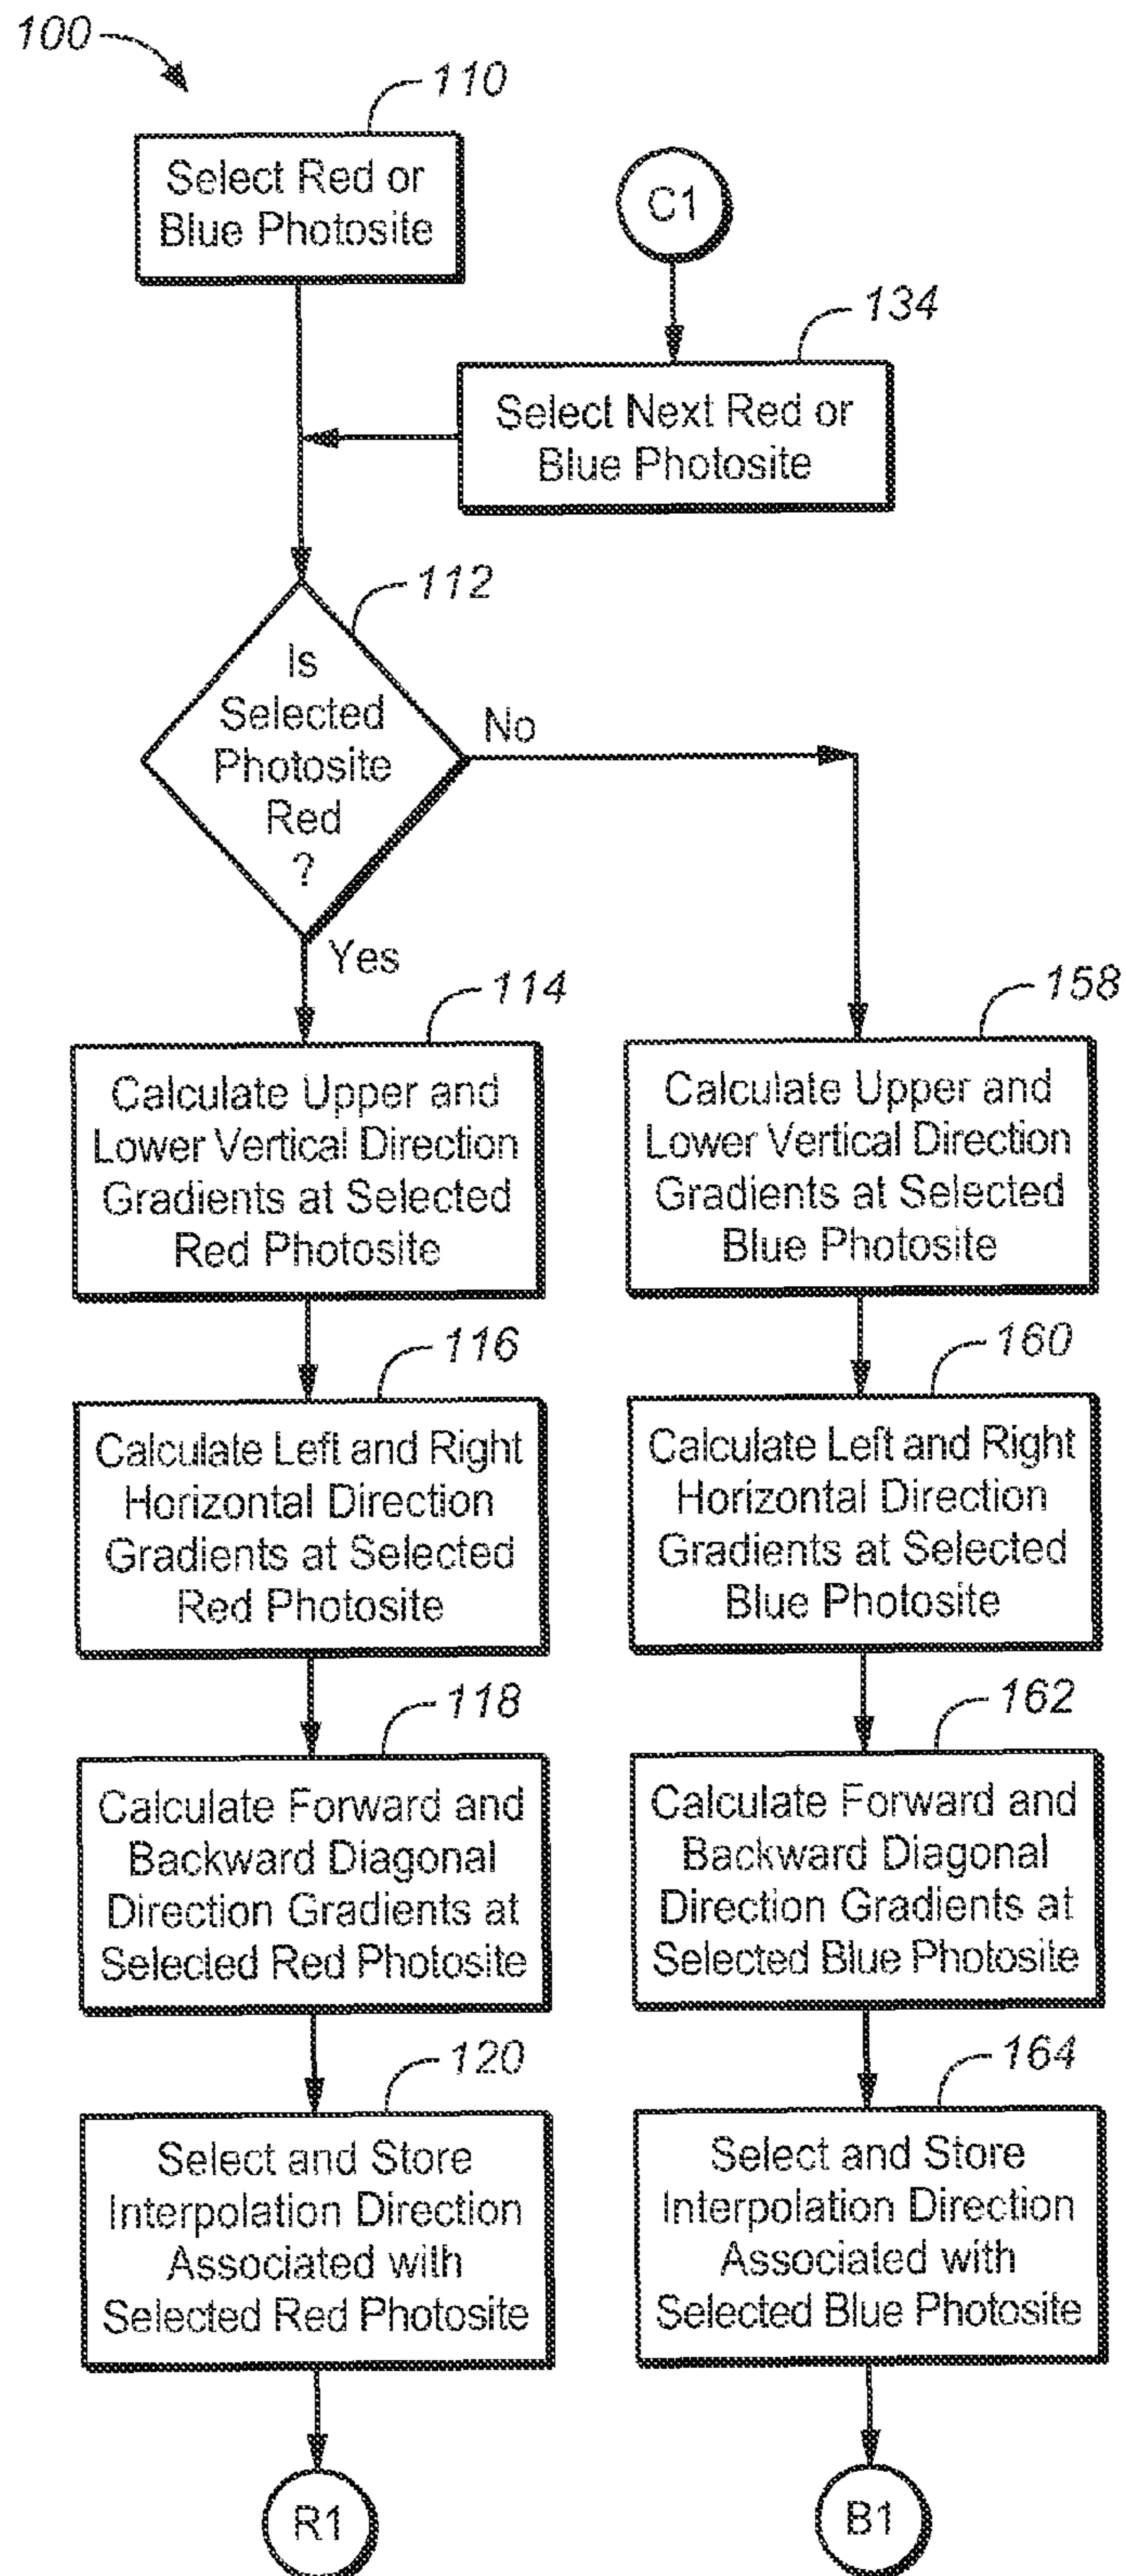 100
110
Select Red or
Blue Photosite
C1
134
Select Next Red or
Blue Photosite
112
Is
Selected
Photosite
Red
?
No
Yes
114
Calculate Upper and
Lower Vertical Direction
Gradients at Selected
Red Photosite
158
Calculate Upper and
Lower Vertical Direction
Gradients at Selected
Blue Photosite
116
Calculate Left and Right
Horizontal Direction
Gradients at Selected
Red Photosite
160
Calculate Left and Right
Horizontal Direction
Gradients at Selected
Blue Photosite
118
Calculate Forward and
Backward Diagonal
Direction Gradients at
Selected Red Photosite
162
Calculate Forward and
Backward Diagonal
Direction Gradients at
Selected Blue Photosite
120
Select and Store
Interpolation Direction
Associated with
Selected Red Photosite
164
Select and Store
Interpolation Direction
Associated with
Selected Blue Photosite
R1
B1